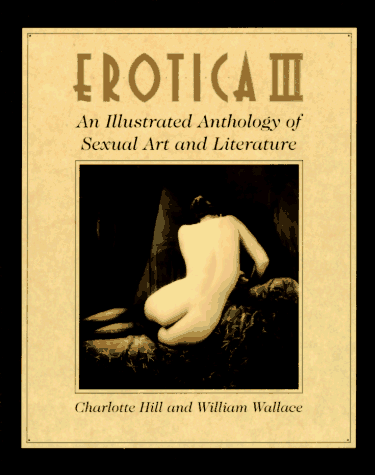 EROTICA III
An Illustrated Anthology of
Sexual Art and Literature
Charlotte Hill and William Wallace